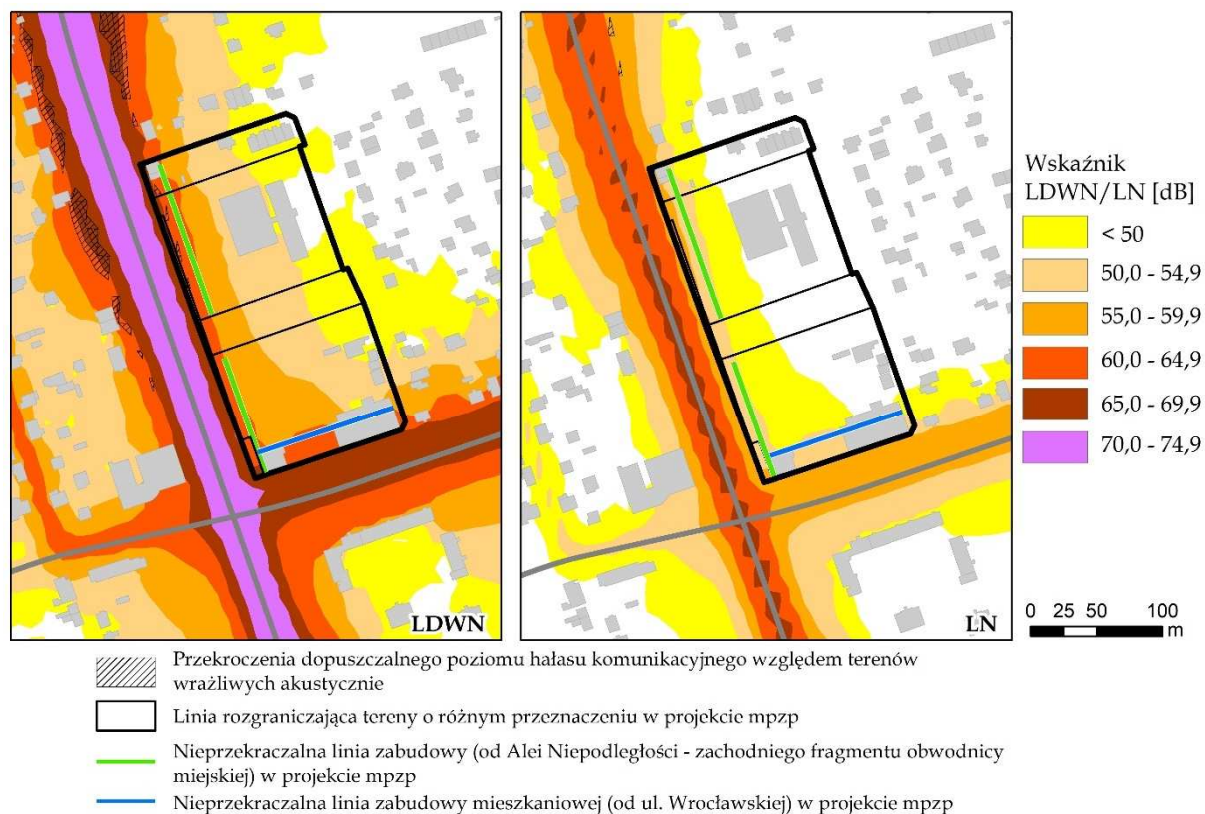 Wskaźnik
LDWN/LN [dB]
< 50
50,0 - 54,9
55,0 - 59,9
60,0 - 64,9
65,0 - 69,9
70,0 - 74,9
0 25 50 100
m
LDWN
LN
Przekroczenia dopuszczalnego poziomu hałasu komunikacyjnego względem terenów
wrażliwych akustycznie
Linia rozgraniczająca tereny o różnym przeznaczeniu w projekcie mpzp
Nieprzekraczalna linia zabudowy (od Alei Niepodległości - zachodniego fragmentu obwodnicy
miejskiej) w projekcie mpzp
Nieprzekraczalna linia zabudowy mieszkaniowej (od ul. Wrocławskiej) w projekcie mpzp